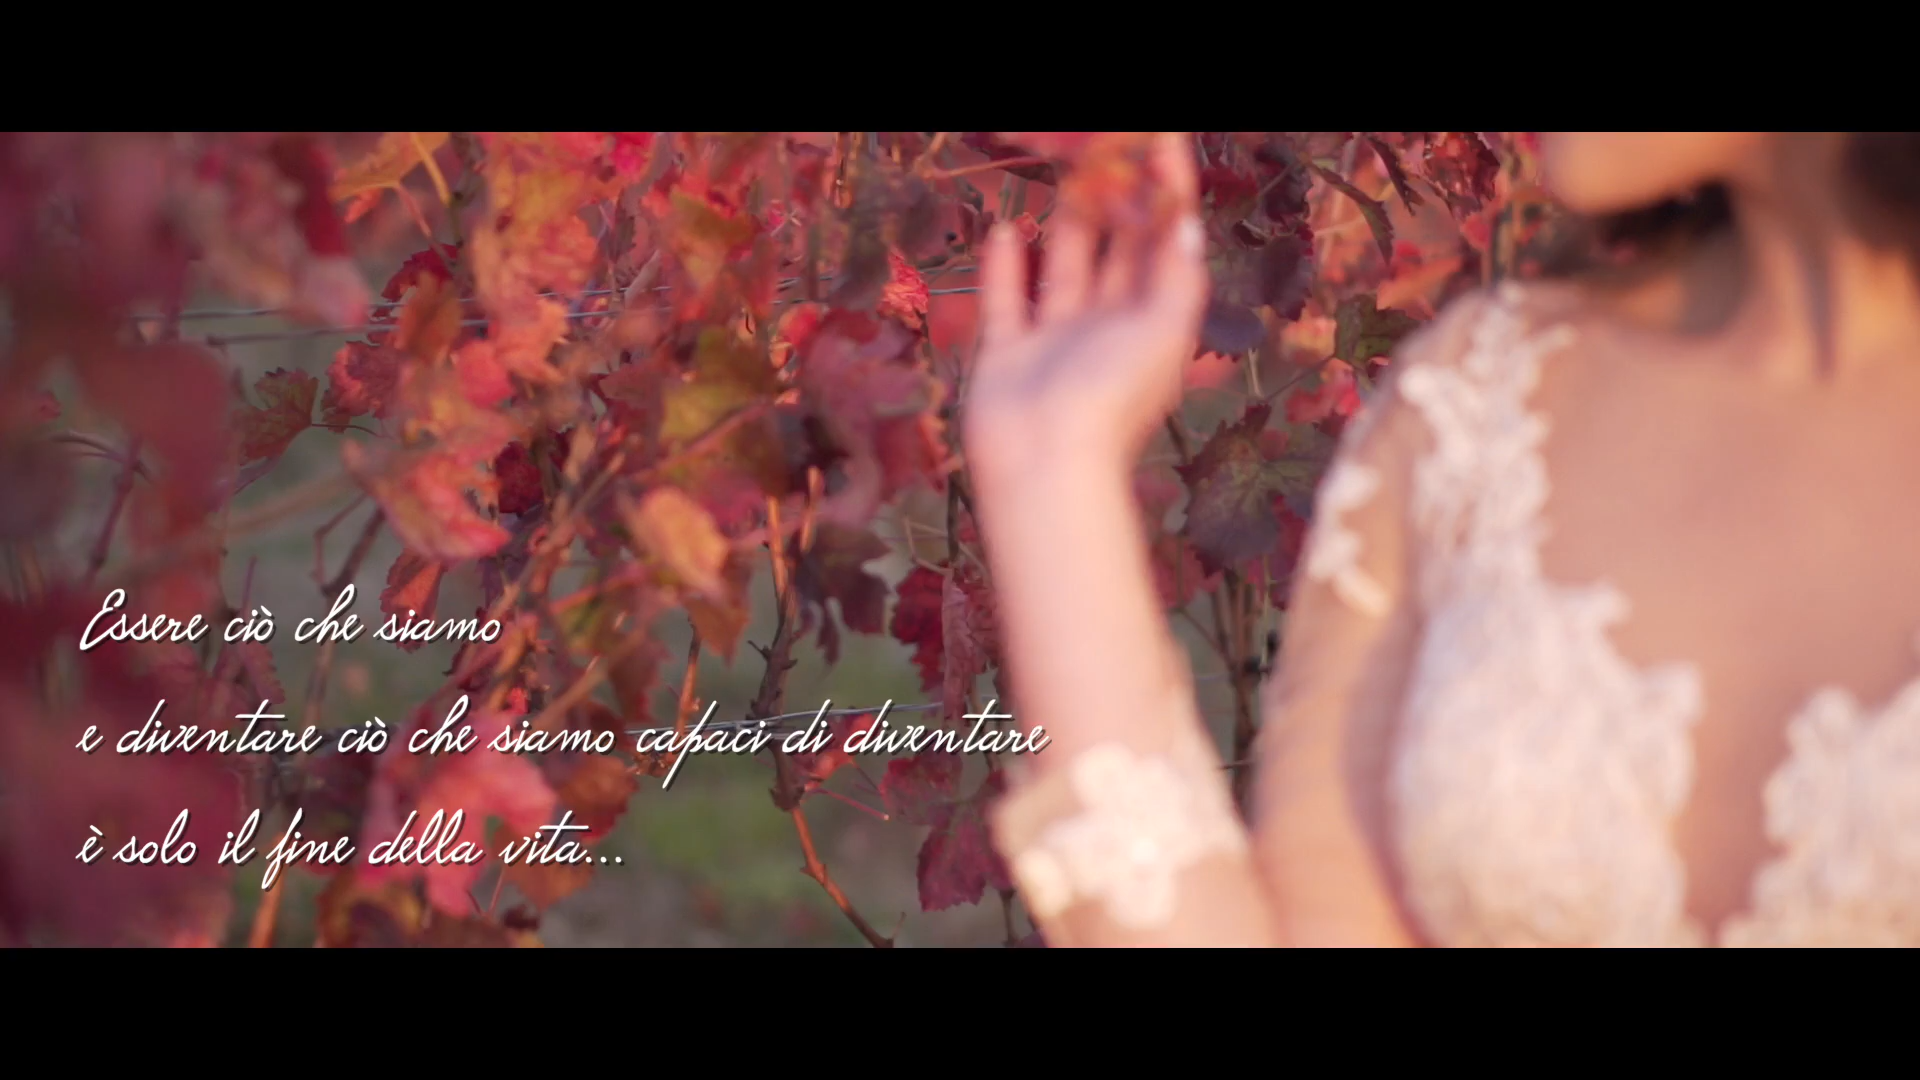 Essere ciò che siamo
e diventare ciò che siamo capaci di diventare
è solo il fine della vita...